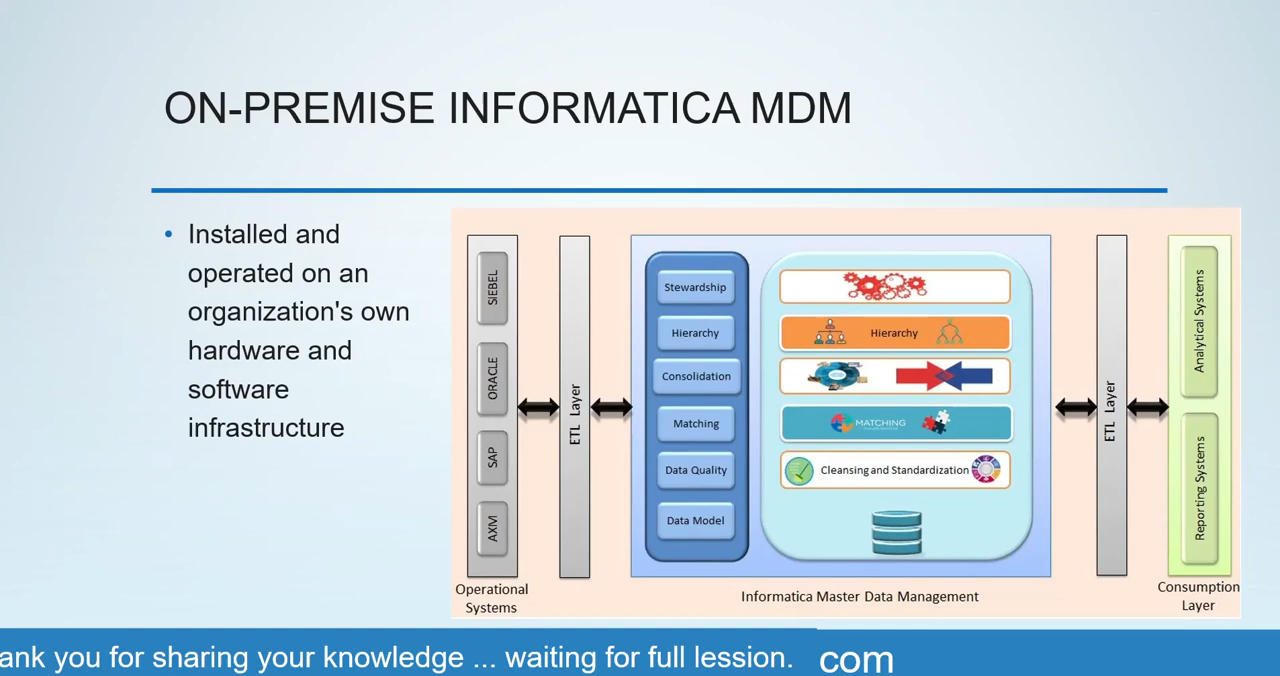 ON-PREMISE INFORMATICA MDM
• Installed and
operated on an
organization's own
hardware and
software
infrastructure
SIEBEL
ORACLE
SAP
AXM
Operational
Systems
ETL Layer
Stewardship
Hierarchy
Consolidation
Matching
Data Quality
Data Model
Hierarchy
MATCHING
Cleansing and Standardization
Informatica Master Data Management
ETL Layer
Analytical Systems
Reporting Systems
Consumption
Layer
ank you for sharing your knowledge ... waiting for full lession. com